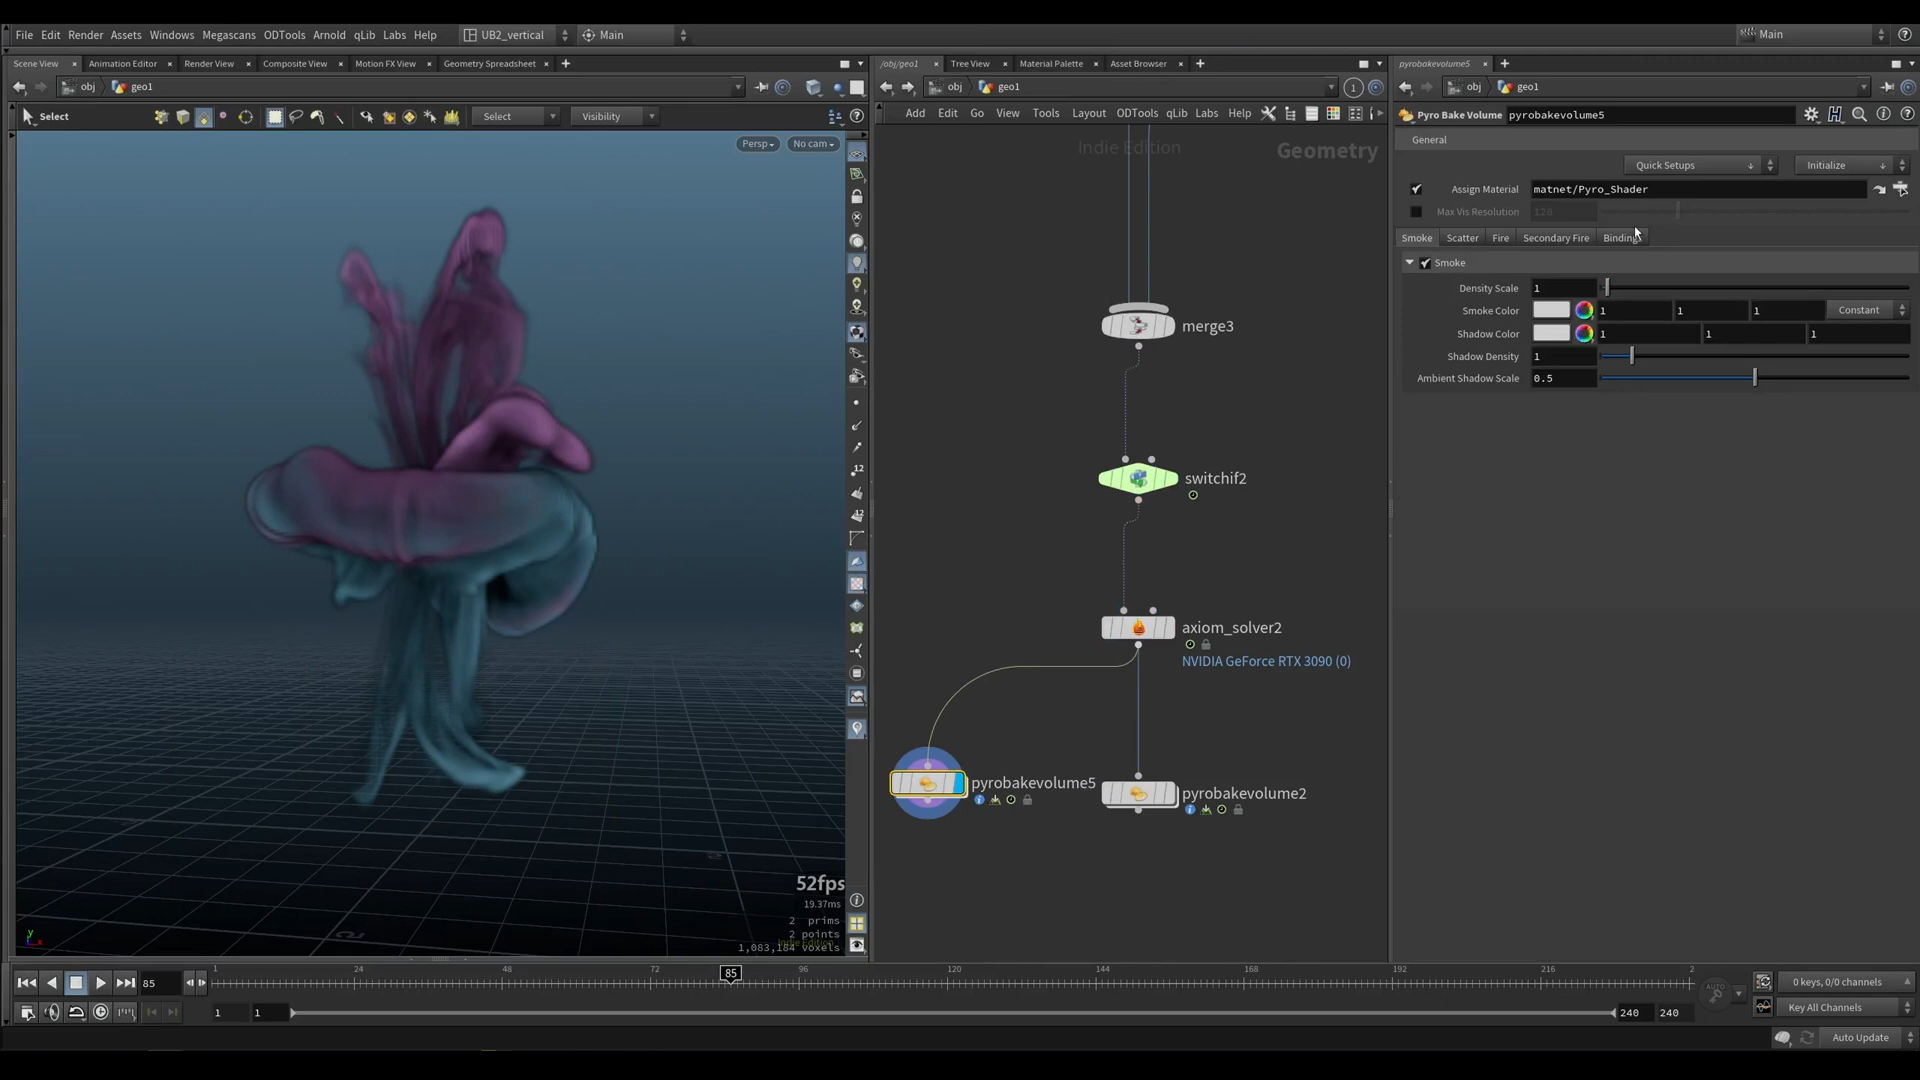 File Edit Render Assets Windows Megascans ODTools Arnold qLib Labs Help UB2_vertical Main Main
Scene View Animation Editor Render View Composite View Motion FX View Geometry Spreadsheet
obj geo1
Select Select Visibility
Persp No cam
52fps
19.37ms
2 prims
2 points
Indie Edition
1,083,184 voxels
y
x
/obj/geo1 Tree View Material Palette Asset Browser
obj geo1 1
Add Edit Go View Tools Layout ODTools qLib Labs Help
Indie Edition Geometry
merge3
switchif2
axiom_solver2
NVIDIA GeForce RTX 3090 (0)
pyrobakevolume5
pyrobakevolume2
pyrobakevolume5
obj geo1
Pyro Bake Volume pyrobakevolume5
General
Quick Setups Initialize
Assign Material matnet/Pyro_Shader
Max Vis Resolution 128
Smoke Scatter Fire Secondary Fire Bindings
Smoke
Density Scale 1
Smoke Color 1 1 1 Constant
Shadow Color 1 1 1
Shadow Density 1
Ambient Shadow Scale 0.5
85 1 24 48 72 85 96 120 144 168 192 216 2 AUTO 0 keys, 0/0 channels
1 1 240 240 Key All Channels
Auto Update